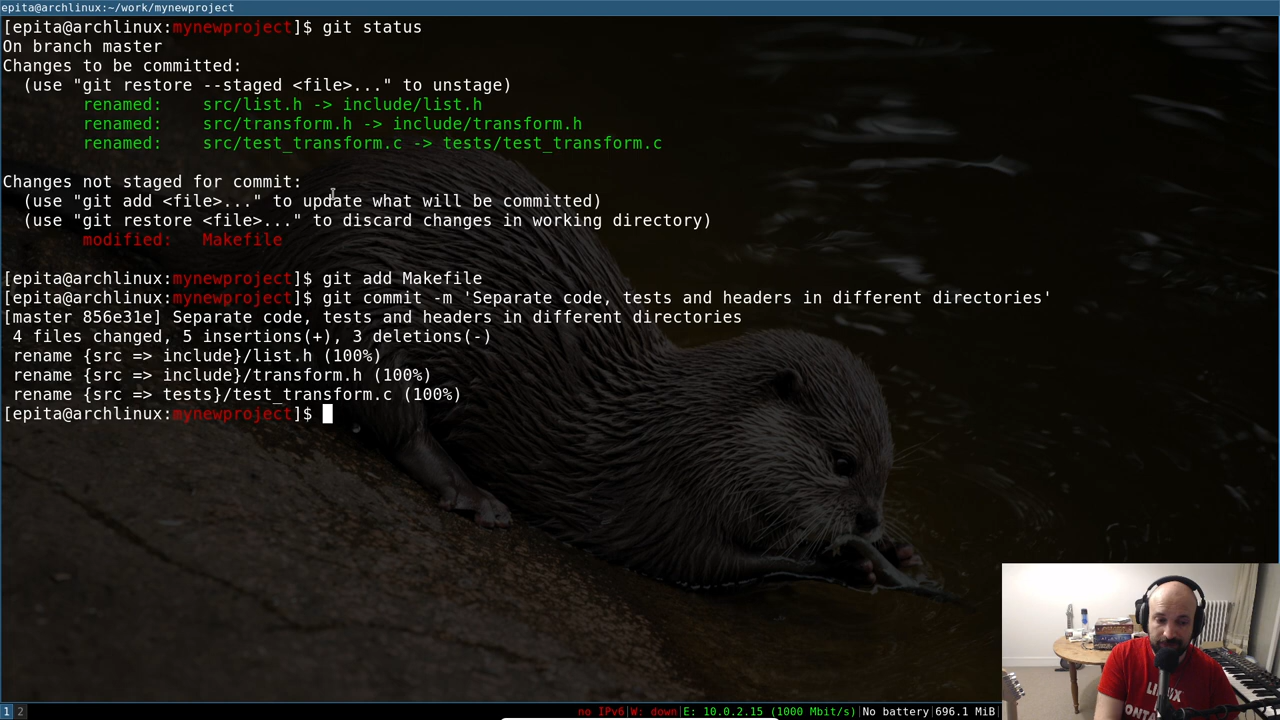 epita@archlinux:~/work/mynewproject
[epita@archlinux:mynewproject]$ git status
On branch master
Changes to be committed:
  (use "git restore --staged <file>..." to unstage)
        renamed:    src/list.h -> include/list.h
        renamed:    src/transform.h -> include/transform.h
        renamed:    src/test_transform.c -> tests/test_transform.c
Changes not staged for commit:
  (use "git add <file>..." to update what will be committed)
  (use "git restore <file>..." to discard changes in working directory)
        modified:   Makefile
[epita@archlinux:mynewproject]$ git add Makefile
[epita@archlinux:mynewproject]$ git commit -m 'Separate code, tests and headers in different directories'
[master 856e31e] Separate code, tests and headers in different directories
 4 files changed, 5 insertions(+), 3 deletions(-)
 rename {src => include}/list.h (100%)
 rename {src => include}/transform.h (100%)
 rename {src => tests}/test_transform.c (100%)
[epita@archlinux:mynewproject]$
LINUX
1 2 no IPv6|W: down|E: 10.0.2.15 (1000 Mbit/s)|No battery|696.1 MiB